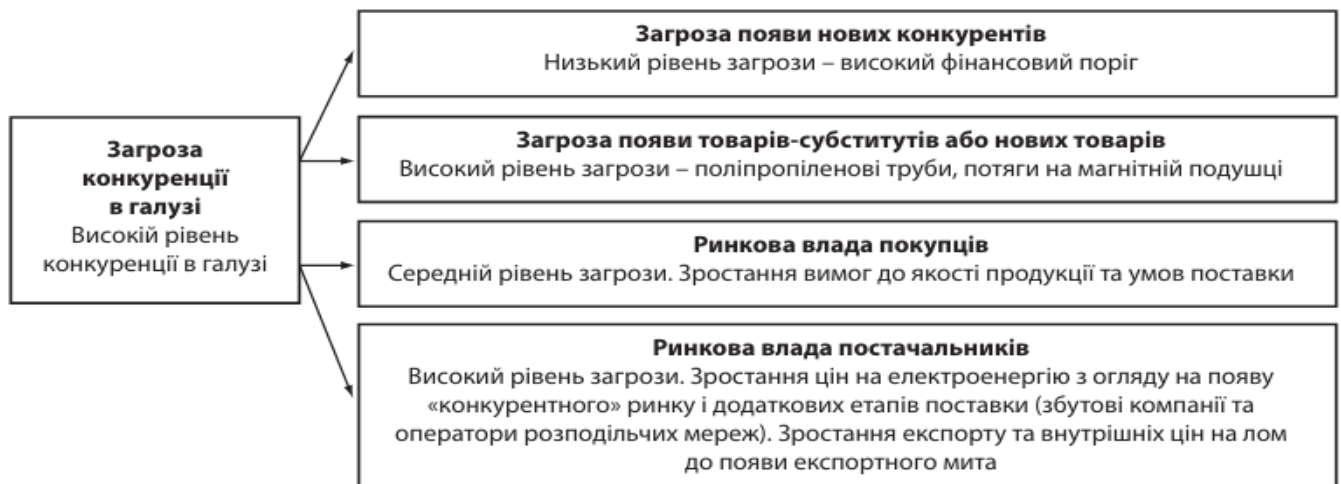 Загроза появи нових конкурентів
Низький рівень загрози – високий фінансовий поріг
Загроза
конкуренції
в галузі
Високій рівень
конкуренції в галузі
Загроза появи товарів-субститутів або нових товарів
Високий рівень загрози – поліпропіленові труби, потяги на магнітній подушці
Ринкова влада покупців
Середній рівень загрози. Зростання вимог до якості продукції та умов поставки
Ринкова влада постачальників
Високий рівень загрози. Зростання цін на електроенергію з огляду на появу
«конкурентного» ринку і додаткових етапів поставки (збутові компанії та
оператори розподільчих мереж). Зростання експорту та внутрішніх цін на лом
до появи експортного мита